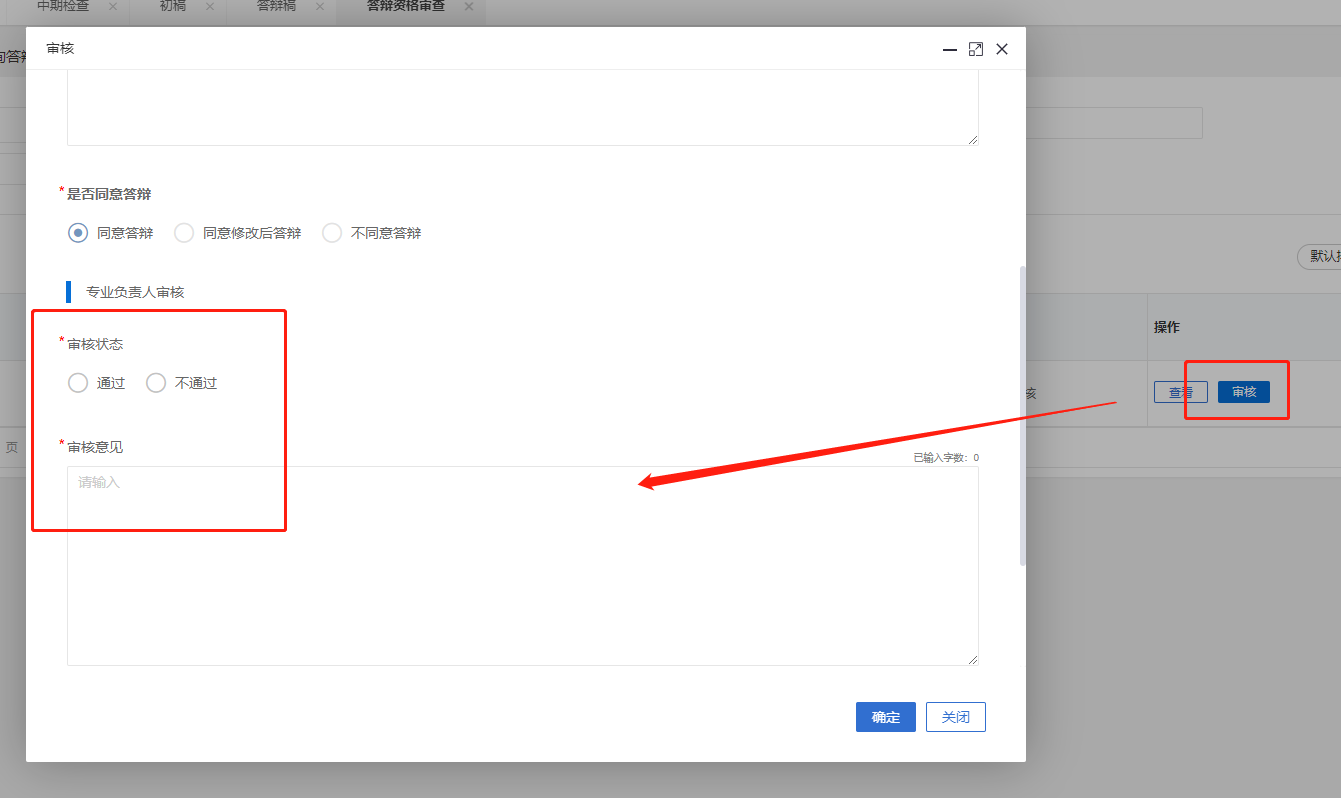 中期检查 初稿 答辩稿 答辩资格审查
审核
是否同意答辩
同意答辩 同意修改后答辩 不同意答辩
默认
专业负责人审核
操作
审核状态
通过 不通过
查看 审核
核
页
审核意见
已输入字数: 0
请输入
确定 关闭